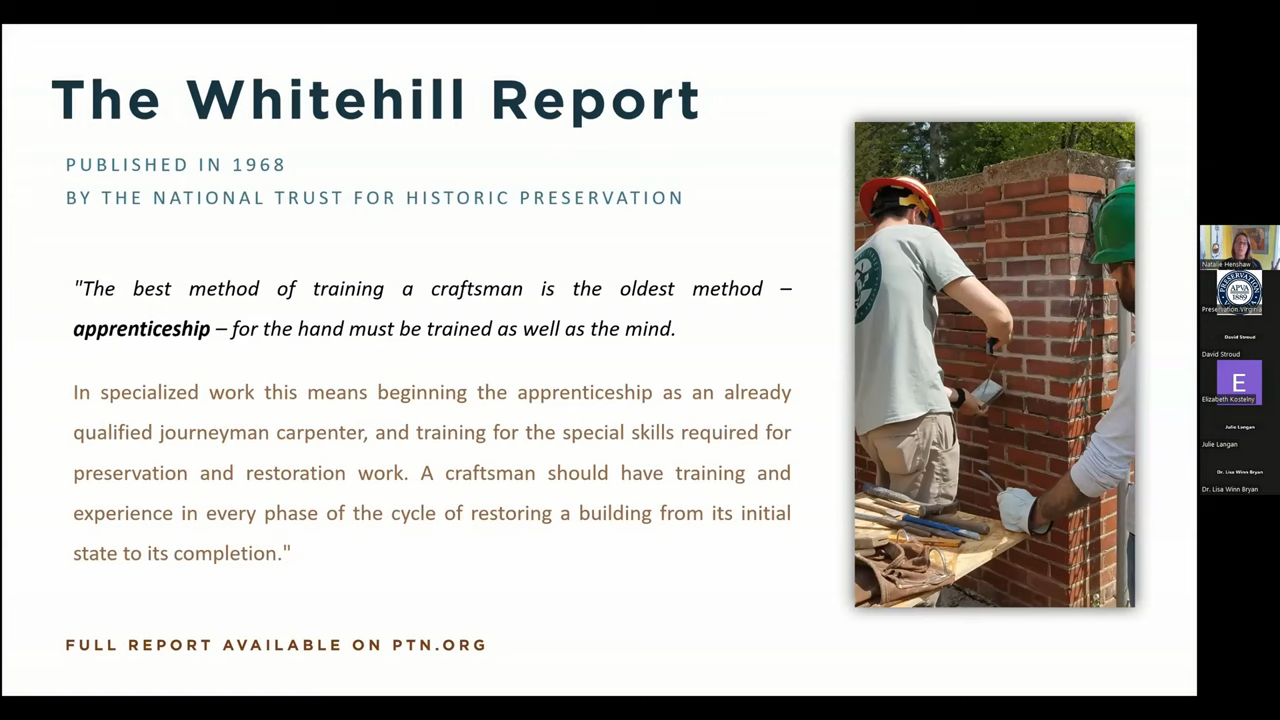 The Whitehill Report
PUBLISHED IN 1968
BY THE NATIONAL TRUST FOR HISTORIC PRESERVATION
"The best method of training a craftsman is the oldest method –
apprenticeship – for the hand must be trained as well as the mind.
In specialized work this means beginning the apprenticeship as an already
qualified journeyman carpenter, and training for the special skills required for
preservation and restoration work. A craftsman should have training and
experience in every phase of the cycle of restoring a building from its initial
state to its completion."
FULL REPORT AVAILABLE ON PTN.ORG
Natalie Henshaw
PRESERVATION
APVA
1889
Preservation Virginia
David Stroud
David Stroud
E
Elizabeth Kostelny
Julie Langan
Julie Langan
Dr. Lisa Winn Bryan
Dr. Lisa Winn Bryan